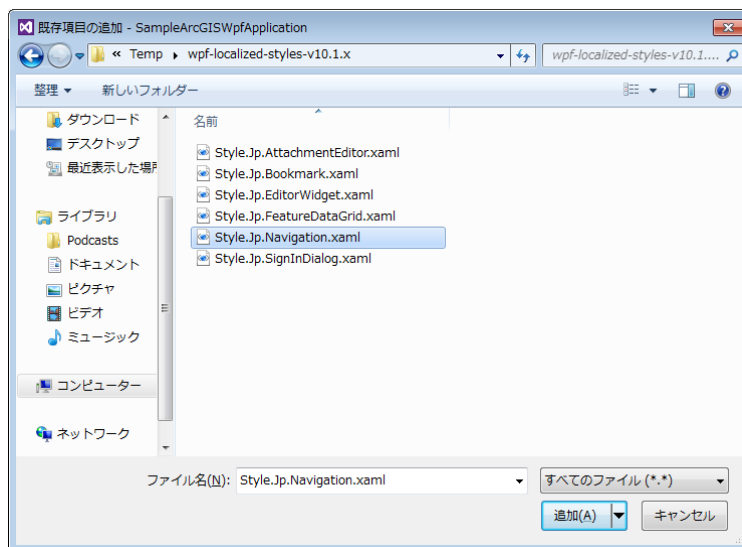 既存項目の追加 - SampleArcGISWpfApplication
« Temp ▸ wpf-localized-styles-v10.1.x
wpf-localized-styles-v10.1....
整理 新しいフォルダー
ダウンロード
デスクトップ
最近表示した場所
ライブラリ
Podcasts
ドキュメント
ピクチャ
ビデオ
ミュージック
コンピューター
ネットワーク
名前
Style.Jp.AttachmentEditor.xaml
Style.Jp.Bookmark.xaml
Style.Jp.EditorWidget.xaml
Style.Jp.FeatureDataGrid.xaml
Style.Jp.Navigation.xaml
Style.Jp.SignInDialog.xaml
ファイル名(N): Style.Jp.Navigation.xaml
すべてのファイル (*.*)
追加(A) キャンセル